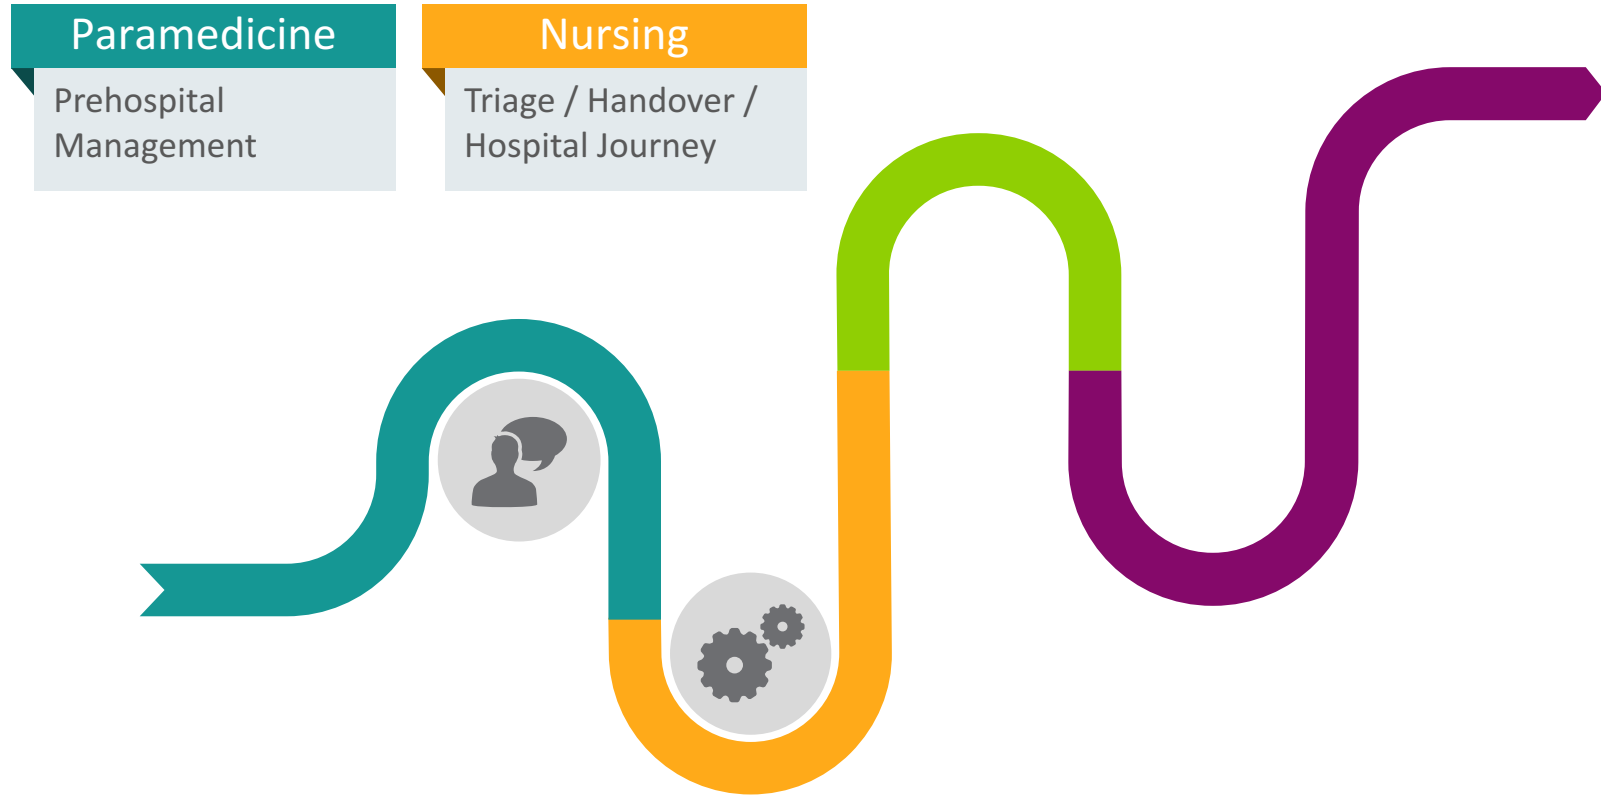 Paramedicine
Prehospital
Management
Nursing
Triage / Handover /
Hospital Journey